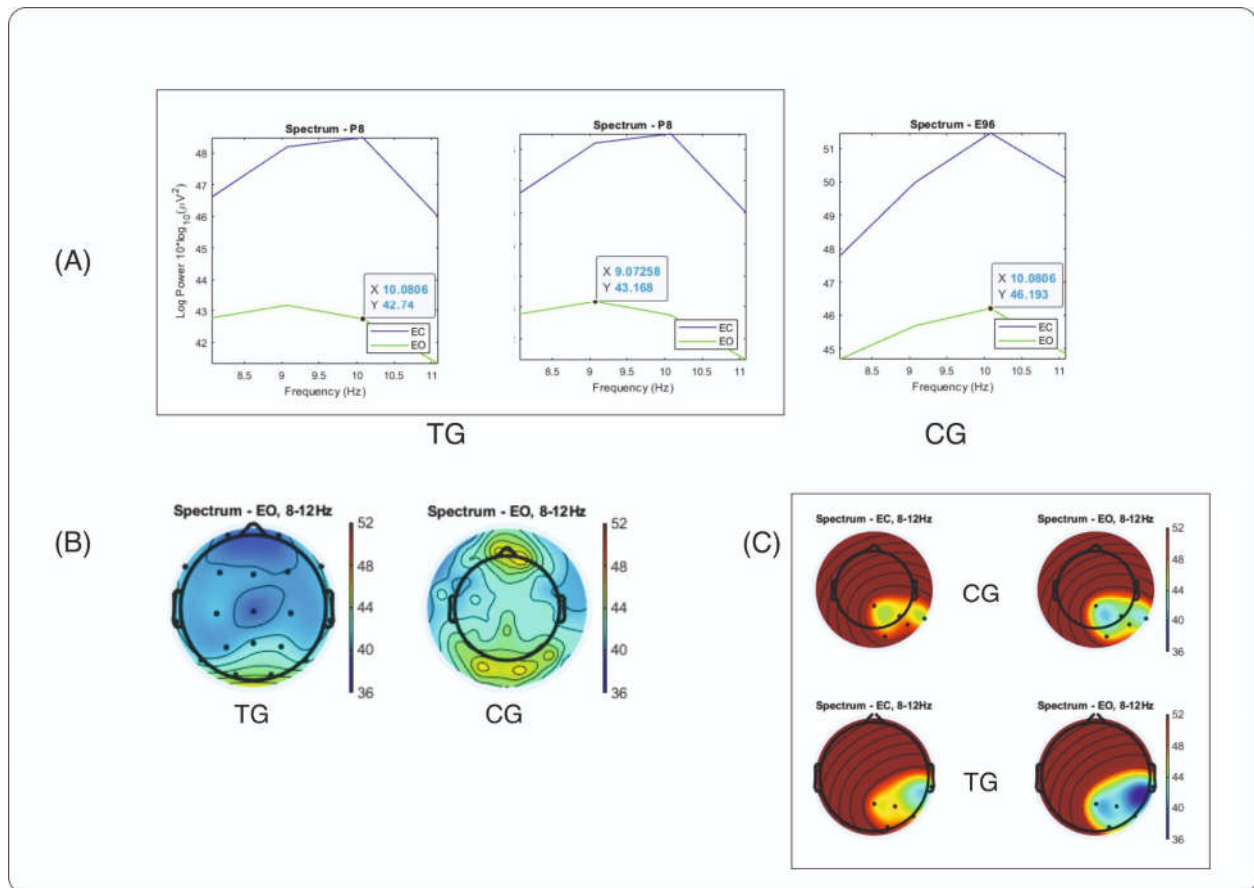 (A)
Spectrum - P8
Log Power 10*log10(μV²)
48
47
46
45
44
43
42
X 10.0806
Y 42.74
EC
EO
8.5 9 9.5 10 10.5 11
Frequency (Hz)
Spectrum - P8
X 9.07258
Y 43.168
EC
EO
8.5 9 9.5 10 10.5 11
Frequency (Hz)
TG
Spectrum - E96
51
50
49
48
47
46
45
X 10.0806
Y 46.193
EC
EO
8.5 9 9.5 10 10.5 11
Frequency (Hz)
CG
(B)
Spectrum - EO, 8-12Hz
52
48
44
40
36
TG
Spectrum - EO, 8-12Hz
52
48
44
40
36
CG
(C)
Spectrum - EC, 8-12Hz
CG
Spectrum - EO, 8-12Hz
52
48
44
40
36
Spectrum - EC, 8-12Hz
TG
Spectrum - EO, 8-12Hz
52
48
44
40
36